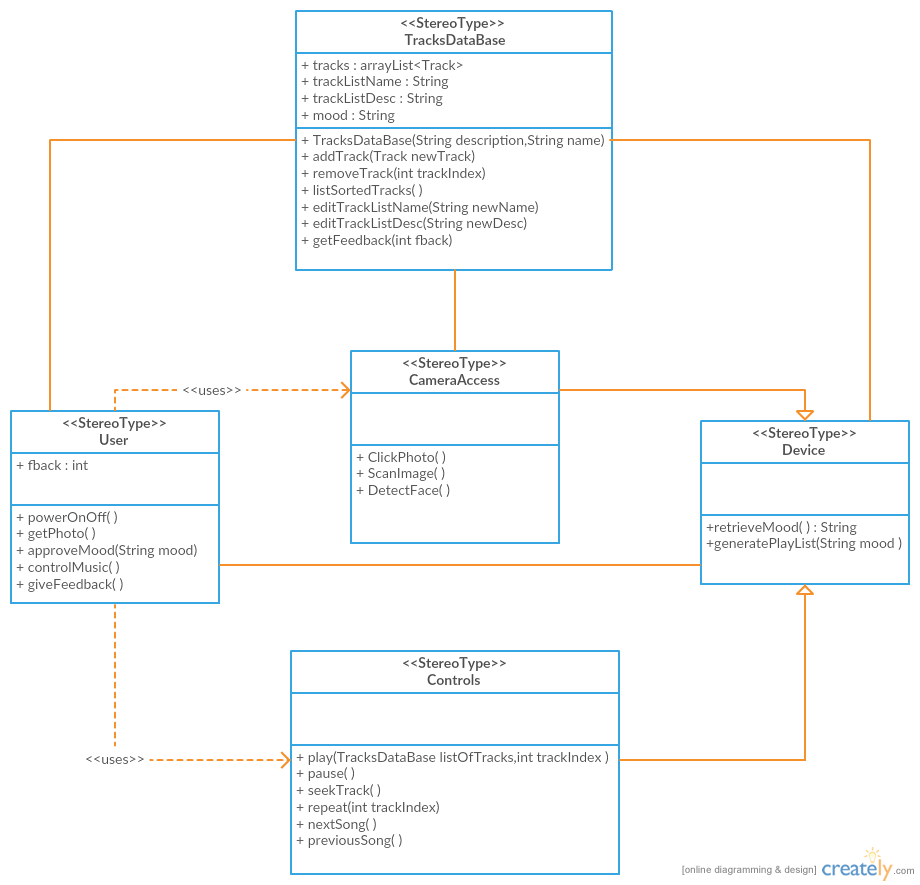 <<StereoType>>
TracksDataBase
+ tracks : arrayList<Track>
+ trackListName : String
+ trackListDesc : String
+ mood : String
+ TracksDataBase(String description,String name)
+ addTrack(Track newTrack)
+ removeTrack(int trackIndex)
+ listSortedTracks( )
+ editTrackListName(String newName)
+ editTrackListDesc(String newDesc)
+ getFeedback(int fback)
<<uses>>
<<StereoType>>
CameraAccess
+ ClickPhoto( )
+ ScanImage( )
+ DetectFace( )
<<StereoType>>
User
+ fback : int
+ powerOnOff( )
+ getPhoto( )
+ approveMood(String mood)
+ controlMusic( )
+ giveFeedback( )
<<StereoType>>
Device
+retrieveMood( ) : String
+generatePlayList(String mood )
<<uses>>
<<StereoType>>
Controls
+ play(TracksDataBase listOfTracks,int trackIndex )
+ pause( )
+ seekTrack( )
+ repeat(int trackIndex)
+ nextSong( )
+ previousSong( )
[online diagramming & design] creately.com